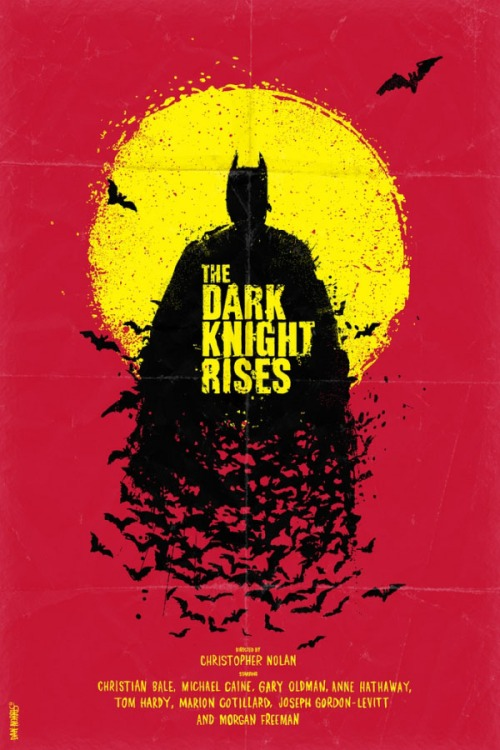 THE
DARK
KNIGHT
RISES
DIRECTED BY
CHRISTOPHER NOLAN
STARRING
CHRISTIAN BALE, MICHAEL CAINE, GARY OLDMAN, ANNE HATHAWAY,
TOM HARDY, MARION COTILLARD, JOSEPH GORDON-LEVITT
AND MORGAN FREEMAN